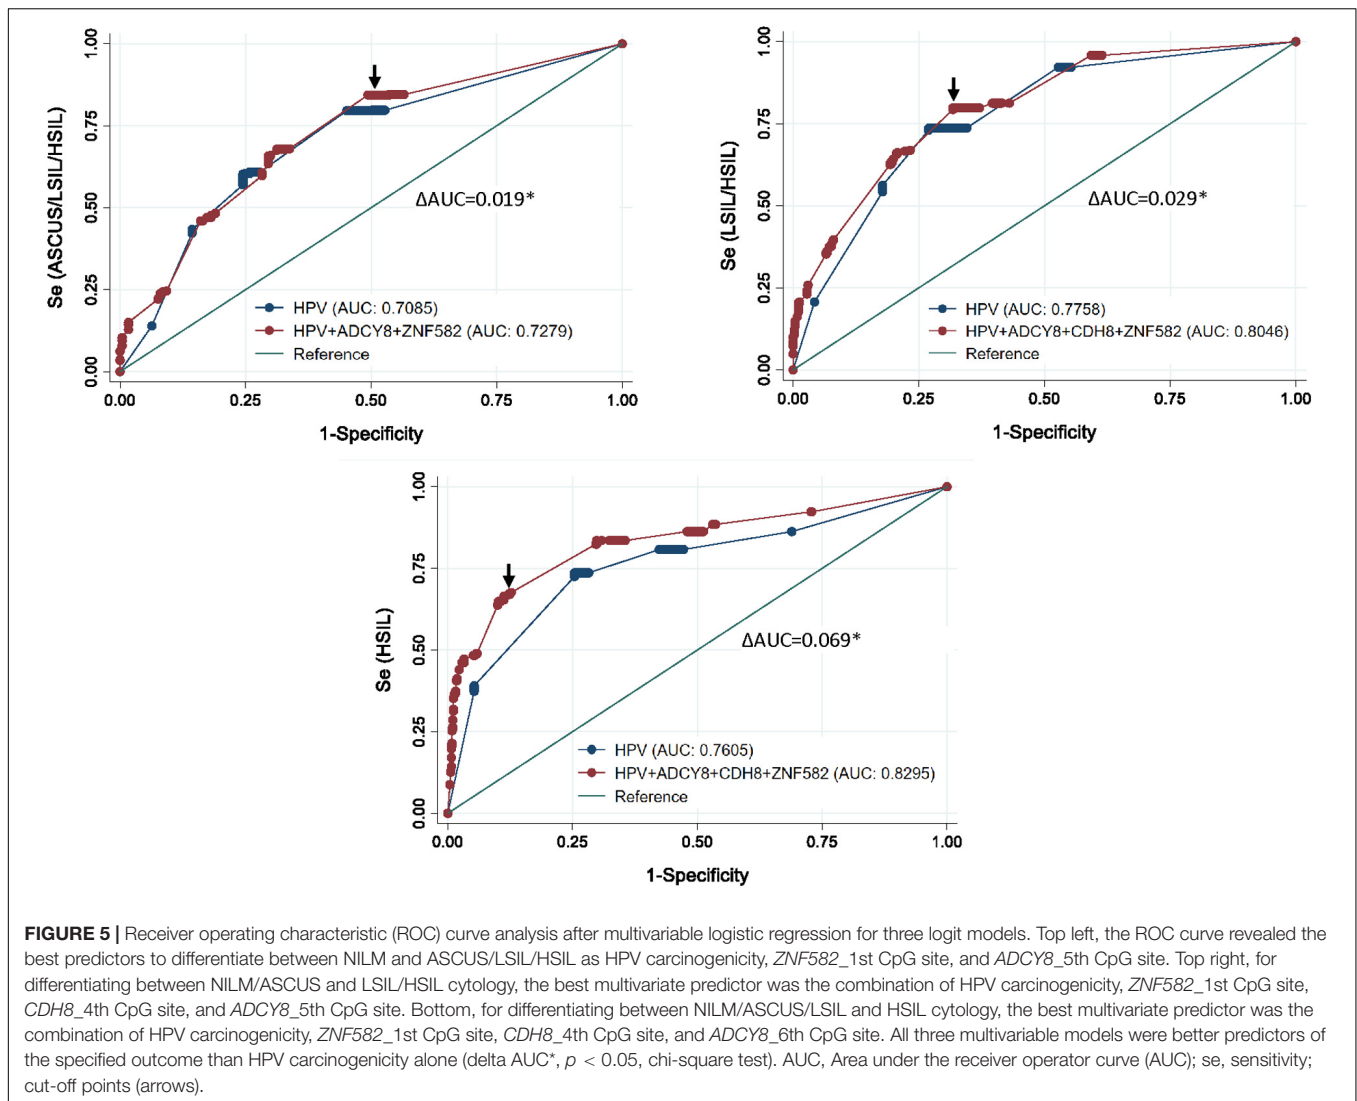 Se (ASCUS/LSIL/HSIL)
1.00
0.75
0.50
0.25
0.00
ΔAUC=0.019*
HPV (AUC: 0.7085)
HPV+ADCY8+ZNF582 (AUC: 0.7279)
Reference
0.00 0.25 0.50 0.75 1.00
1-Specificity
Se (LSIL/HSIL)
1.00
0.75
0.50
0.25
0.00
ΔAUC=0.029*
HPV (AUC: 0.7758)
HPV+ADCY8+CDH8+ZNF582 (AUC: 0.8046)
Reference
0.00 0.25 0.50 0.75 1.00
1-Specificity
Se (HSIL)
1.00
0.75
0.50
0.25
0.00
ΔAUC=0.069*
HPV (AUC: 0.7605)
HPV+ADCY8+CDH8+ZNF582 (AUC: 0.8295)
Reference
0.00 0.25 0.50 0.75 1.00
1-Specificity
FIGURE 5 | Receiver operating characteristic (ROC) curve analysis after multivariable logistic regression for three logit models. Top left, the ROC curve revealed the
best predictors to differentiate between NILM and ASCUS/LSIL/HSIL as HPV carcinogenicity, ZNF582_1st CpG site, and ADCY8_5th CpG site. Top right, for
differentiating between NILM/ASCUS and LSIL/HSIL cytology, the best multivariate predictor was the combination of HPV carcinogenicity, ZNF582_1st CpG site,
CDH8_4th CpG site, and ADCY8_5th CpG site. Bottom, for differentiating between NILM/ASCUS/LSIL and HSIL cytology, the best multivariate predictor was the
combination of HPV carcinogenicity, ZNF582_1st CpG site, CDH8_4th CpG site, and ADCY8_6th CpG site. All three multivariable models were better predictors of
the specified outcome than HPV carcinogenicity alone (delta AUC*, p < 0.05, chi-square test). AUC, Area under the receiver operator curve (AUC); se, sensitivity;
cut-off points (arrows).